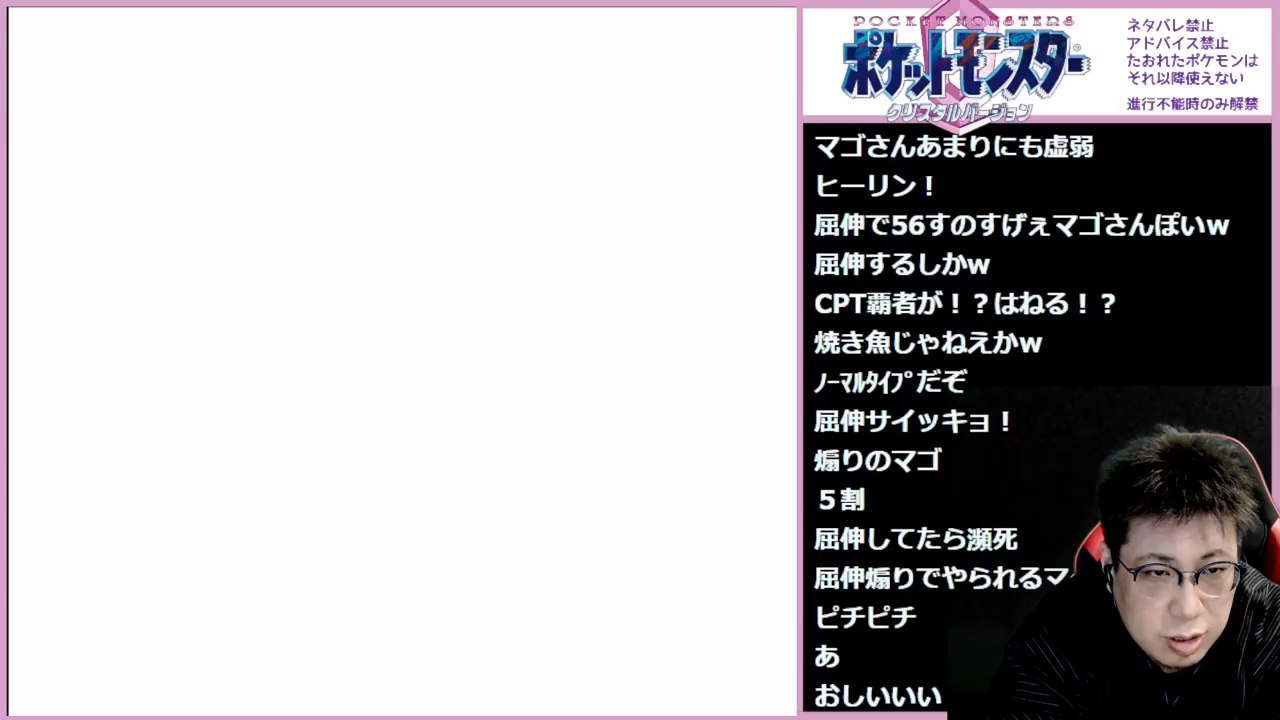 POCKET MONSTERS
ポケットモンスター
クリスタルバージョン
ネタバレ禁止
アドバイス禁止
たおれたポケモンは
それ以降使えない
進行不能時のみ解禁
マゴさんあまりにも虚弱
ヒーリン！
屈伸で56すのすげぇマゴさんぽいw
屈伸するしかw
CPT覇者が！？はねる！？
焼き魚じゃねえかw
ﾉｰﾏﾙﾀｲﾌﾟだぞ
屈伸サイッキョ！
煽りのマゴ
５割
屈伸してたら瀕死
屈伸煽りでやられるマ
ピチピチ
あ
おしいいい